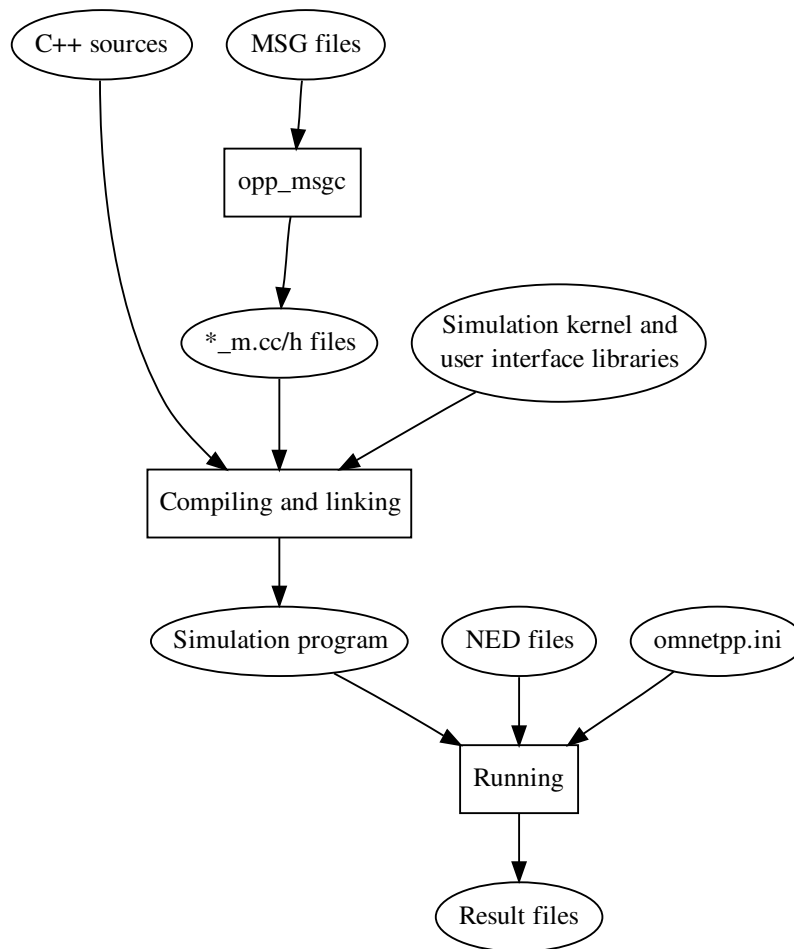 C++ sources
MSG files
opp_msgc
*_m.cc/h files
Simulation kernel and
user interface libraries
Compiling and linking
Simulation program
NED files
omnetpp.ini
Running
Result files